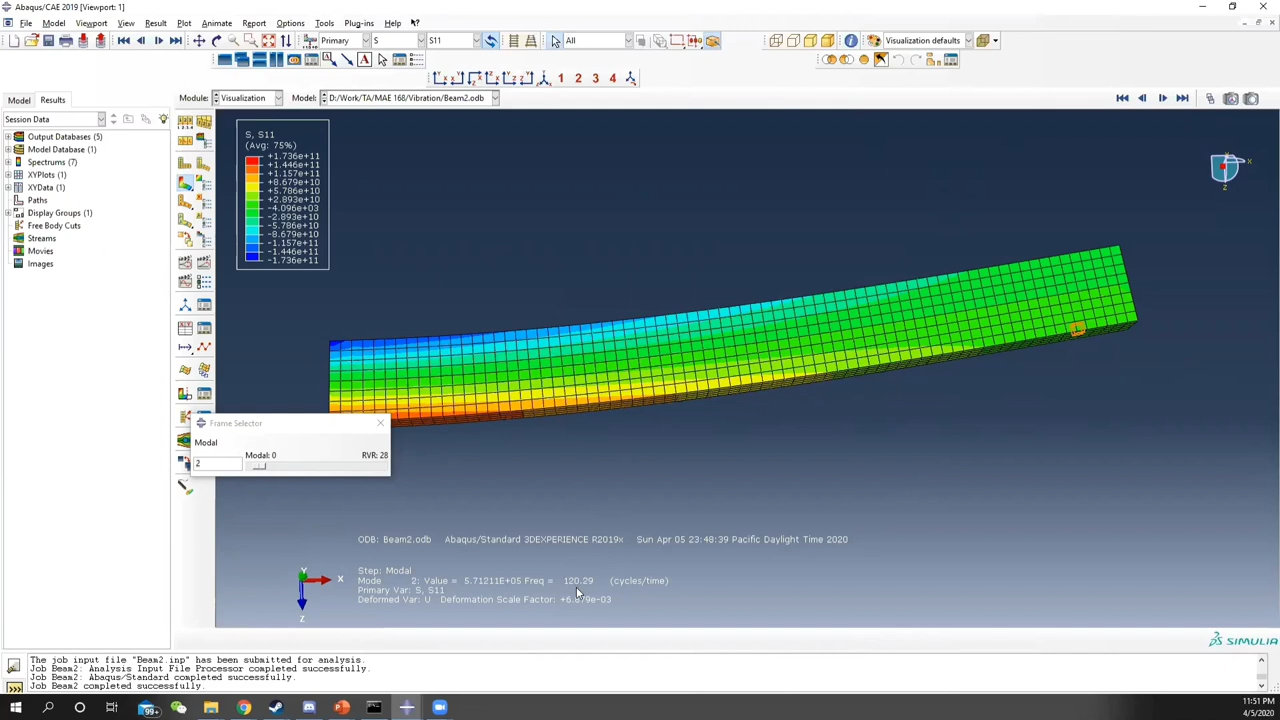 Abaqus/CAE 2019 [Viewport: 1]
File Model Viewport View Result Plot Animate Report Options Tools Plug-ins Help
Primary S S11 All Visualization defaults
1 2 3 4
Model Results Module: Visualization Model: D:/Work/TA/MAE 168/Vibration/Beam2.odb
Session Data
Output Databases (5)
Model Database (1)
Spectrums (7)
XYPlots (1)
XYData (1)
Paths
Display Groups (1)
Free Body Cuts
Streams
Movies
Images
S, S11
(Avg: 75%)
+1.736e+11
+1.446e+11
+1.157e+11
+8.679e+10
+5.786e+10
+2.893e+10
-4.096e+03
-2.893e+10
-5.786e+10
-8.679e+10
-1.157e+11
-1.446e+11
-1.736e+11
X
Z
Frame Selector
Modal
Modal: 0 RVR: 28
2
ODB: Beam2.odb Abaqus/Standard 3DEXPERIENCE R2019x Sun Apr 05 23:48:39 Pacific Daylight Time 2020
Y
X
Z
Step: Modal
Mode 2: Value = 5.71211E+05 Freq = 120.29 (cycles/time)
Primary Var: S, S11
Deformed Var: U Deformation Scale Factor:
SIMULIA
The job input file "Beam2.inp" has been submitted for analysis.
Job Beam2: Analysis Input File Processor completed successfully.
Job Beam2: Abaqus/Standard completed successfully.
Job Beam2 completed successfully.
99+
11:51 PM
4/5/2020